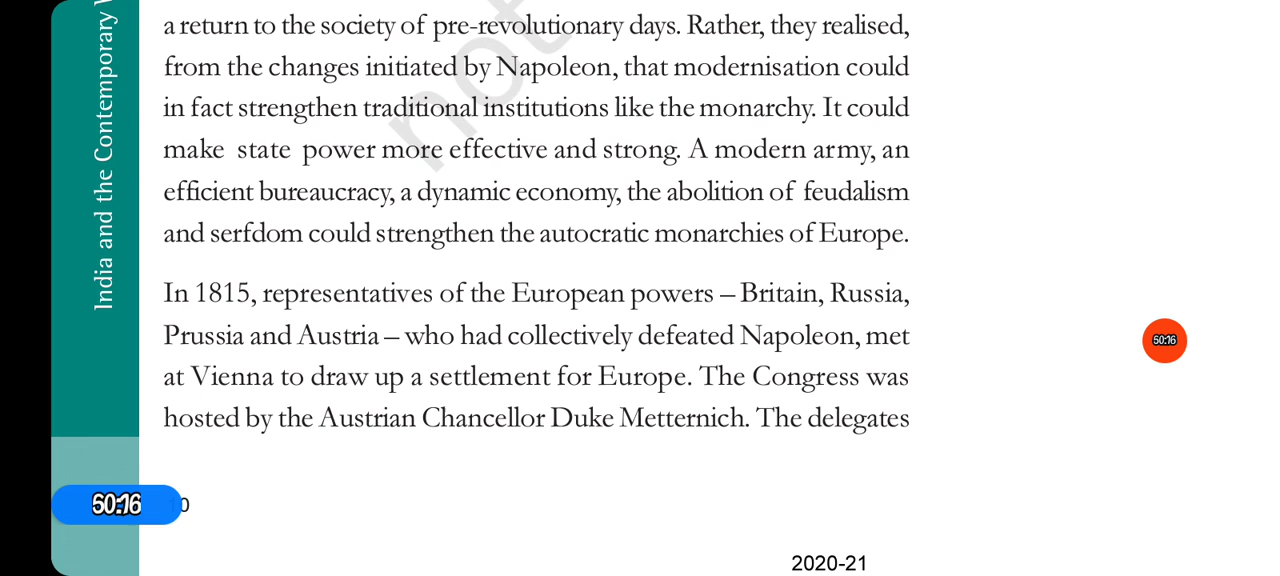 a return to the society of pre-revolutionary days. Rather, they realised,
from the changes initiated by Napoleon, that modernisation could
in fact strengthen traditional institutions like the monarchy. It could
make state power more effective and strong. A modern army, an
efficient bureaucracy, a dynamic economy, the abolition of feudalism
and serfdom could strengthen the autocratic monarchies of Europe.
In 1815, representatives of the European powers – Britain, Russia,
Prussia and Austria – who had collectively defeated Napoleon, met
at Vienna to draw up a settlement for Europe. The Congress was
hosted by the Austrian Chancellor Duke Metternich. The delegates
India and the Contemporary
not
50:16
50:16
10
2020-21